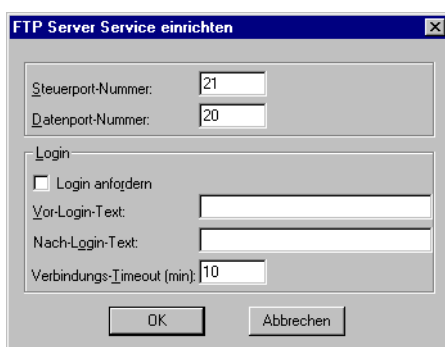 FTP Server Service einrichten
Steuerport-Nummer: 21
Datenport-Nummer: 20
Login
Login anfordern
Vor-Login-Text:
Nach-Login-Text:
Verbindungs-Timeout (min): 10
OK Abbrechen